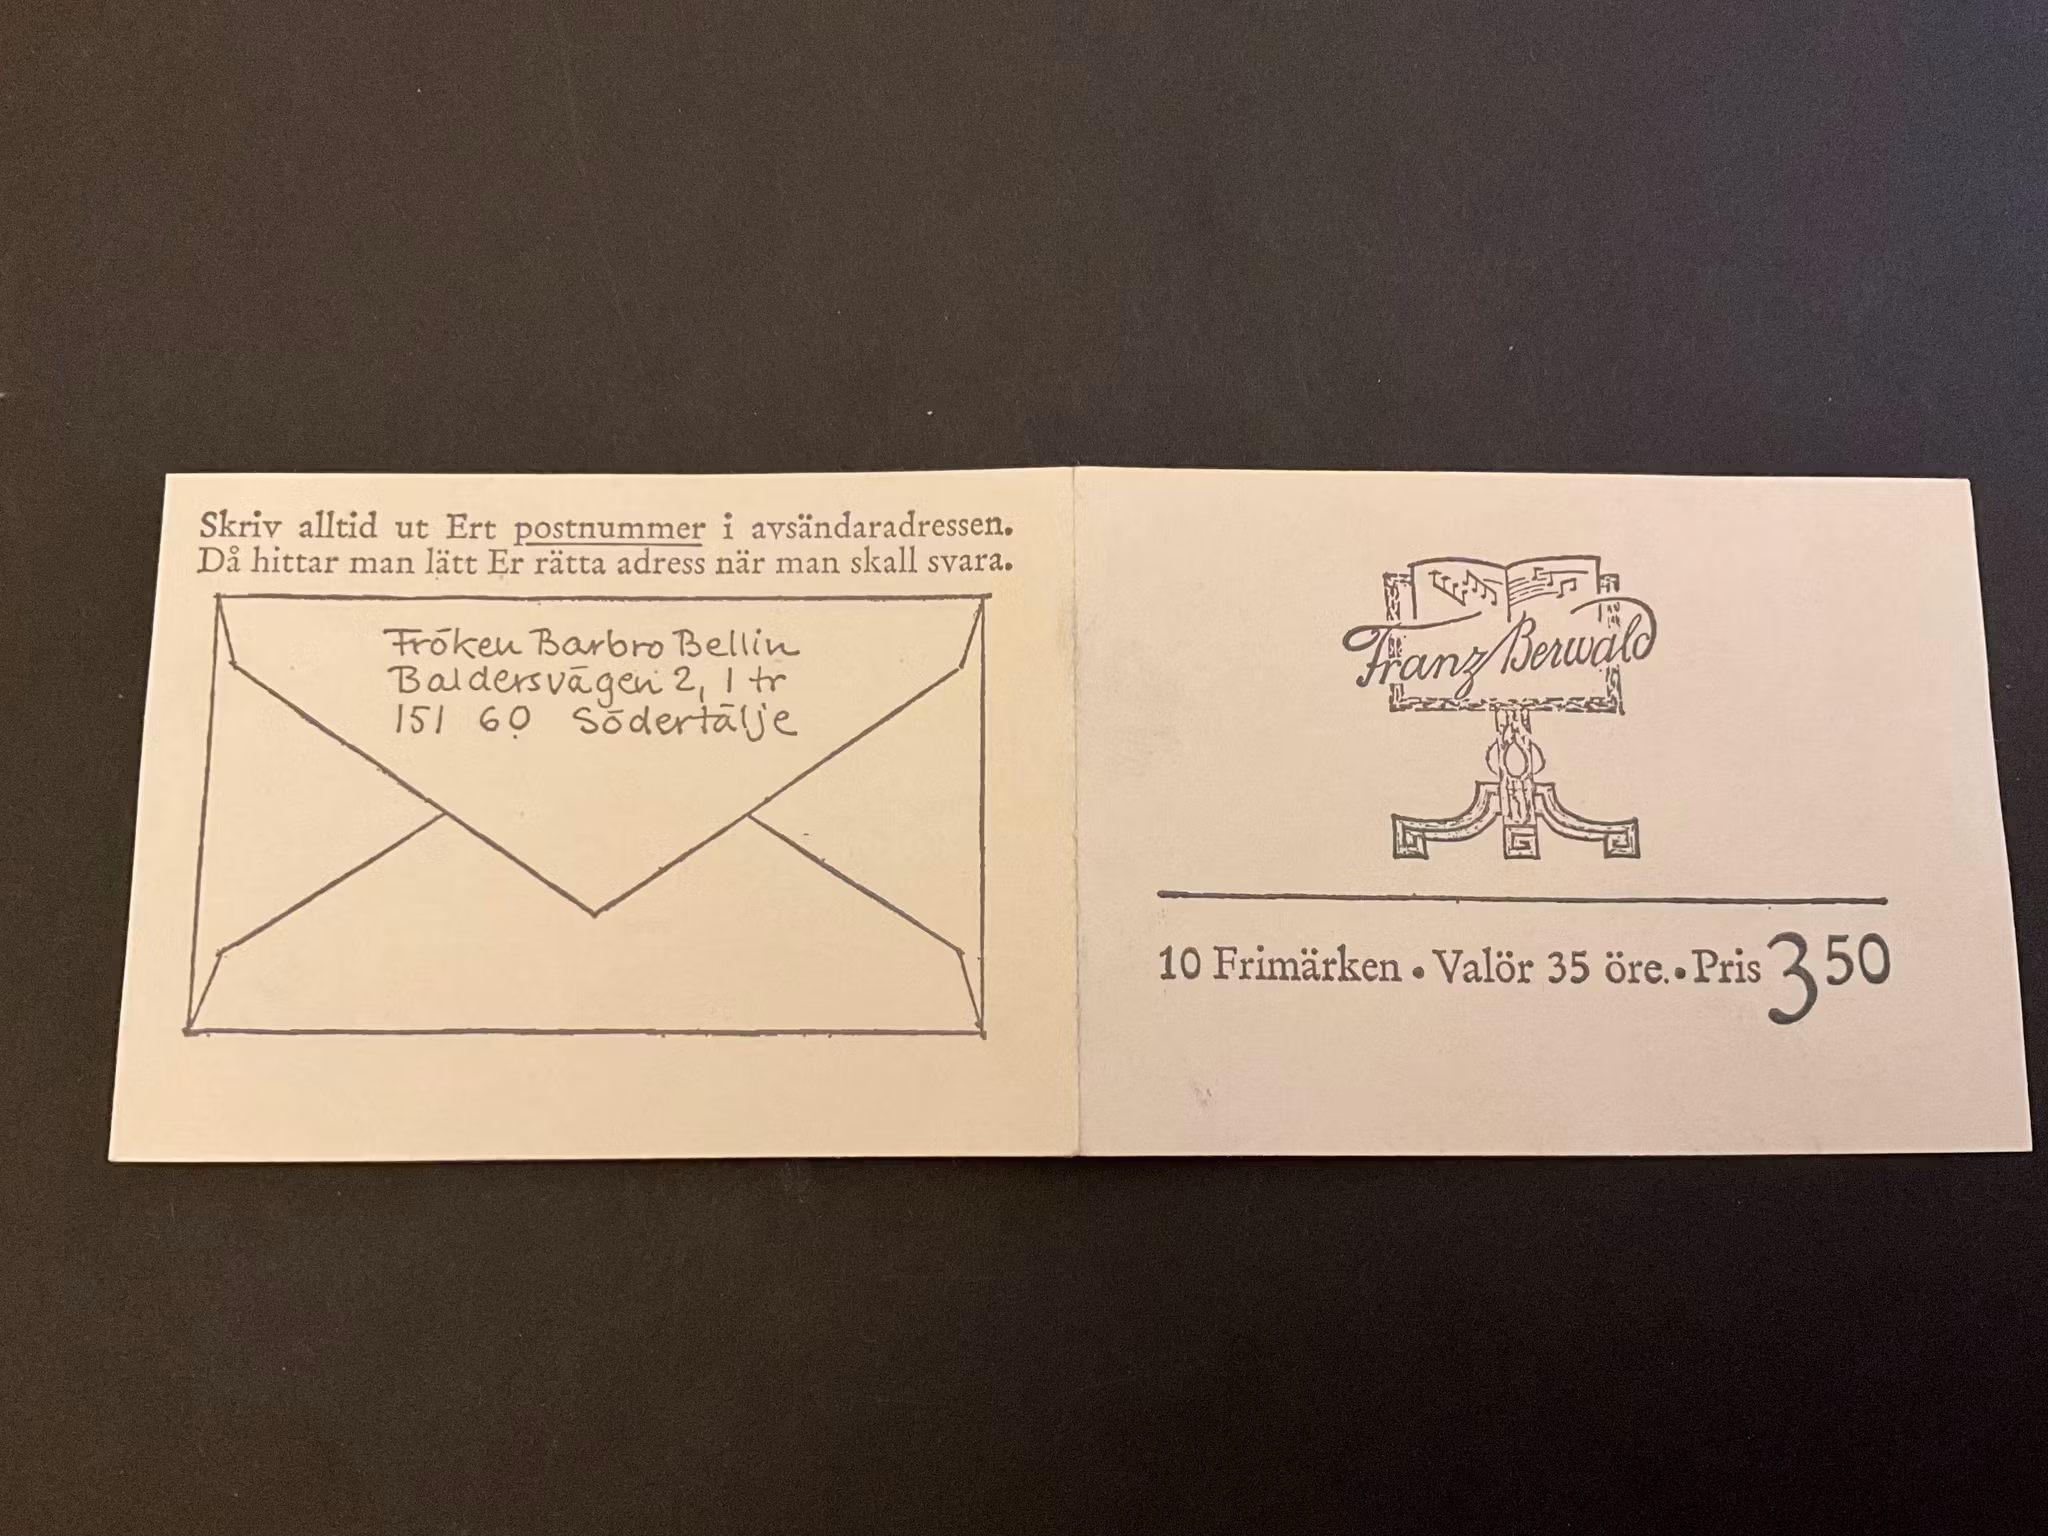 Skriv alltid ut Ert postnummer i avsändaradressen.
Då hittar man lätt Er rätta adress när man skall svara.
Fröken Barbro Bellin
Baldersvägen 2, 1 tr
151 60 Södertälje
Franz Berwald
10 Frimärken • Valör 35 öre. • Pris 3 50